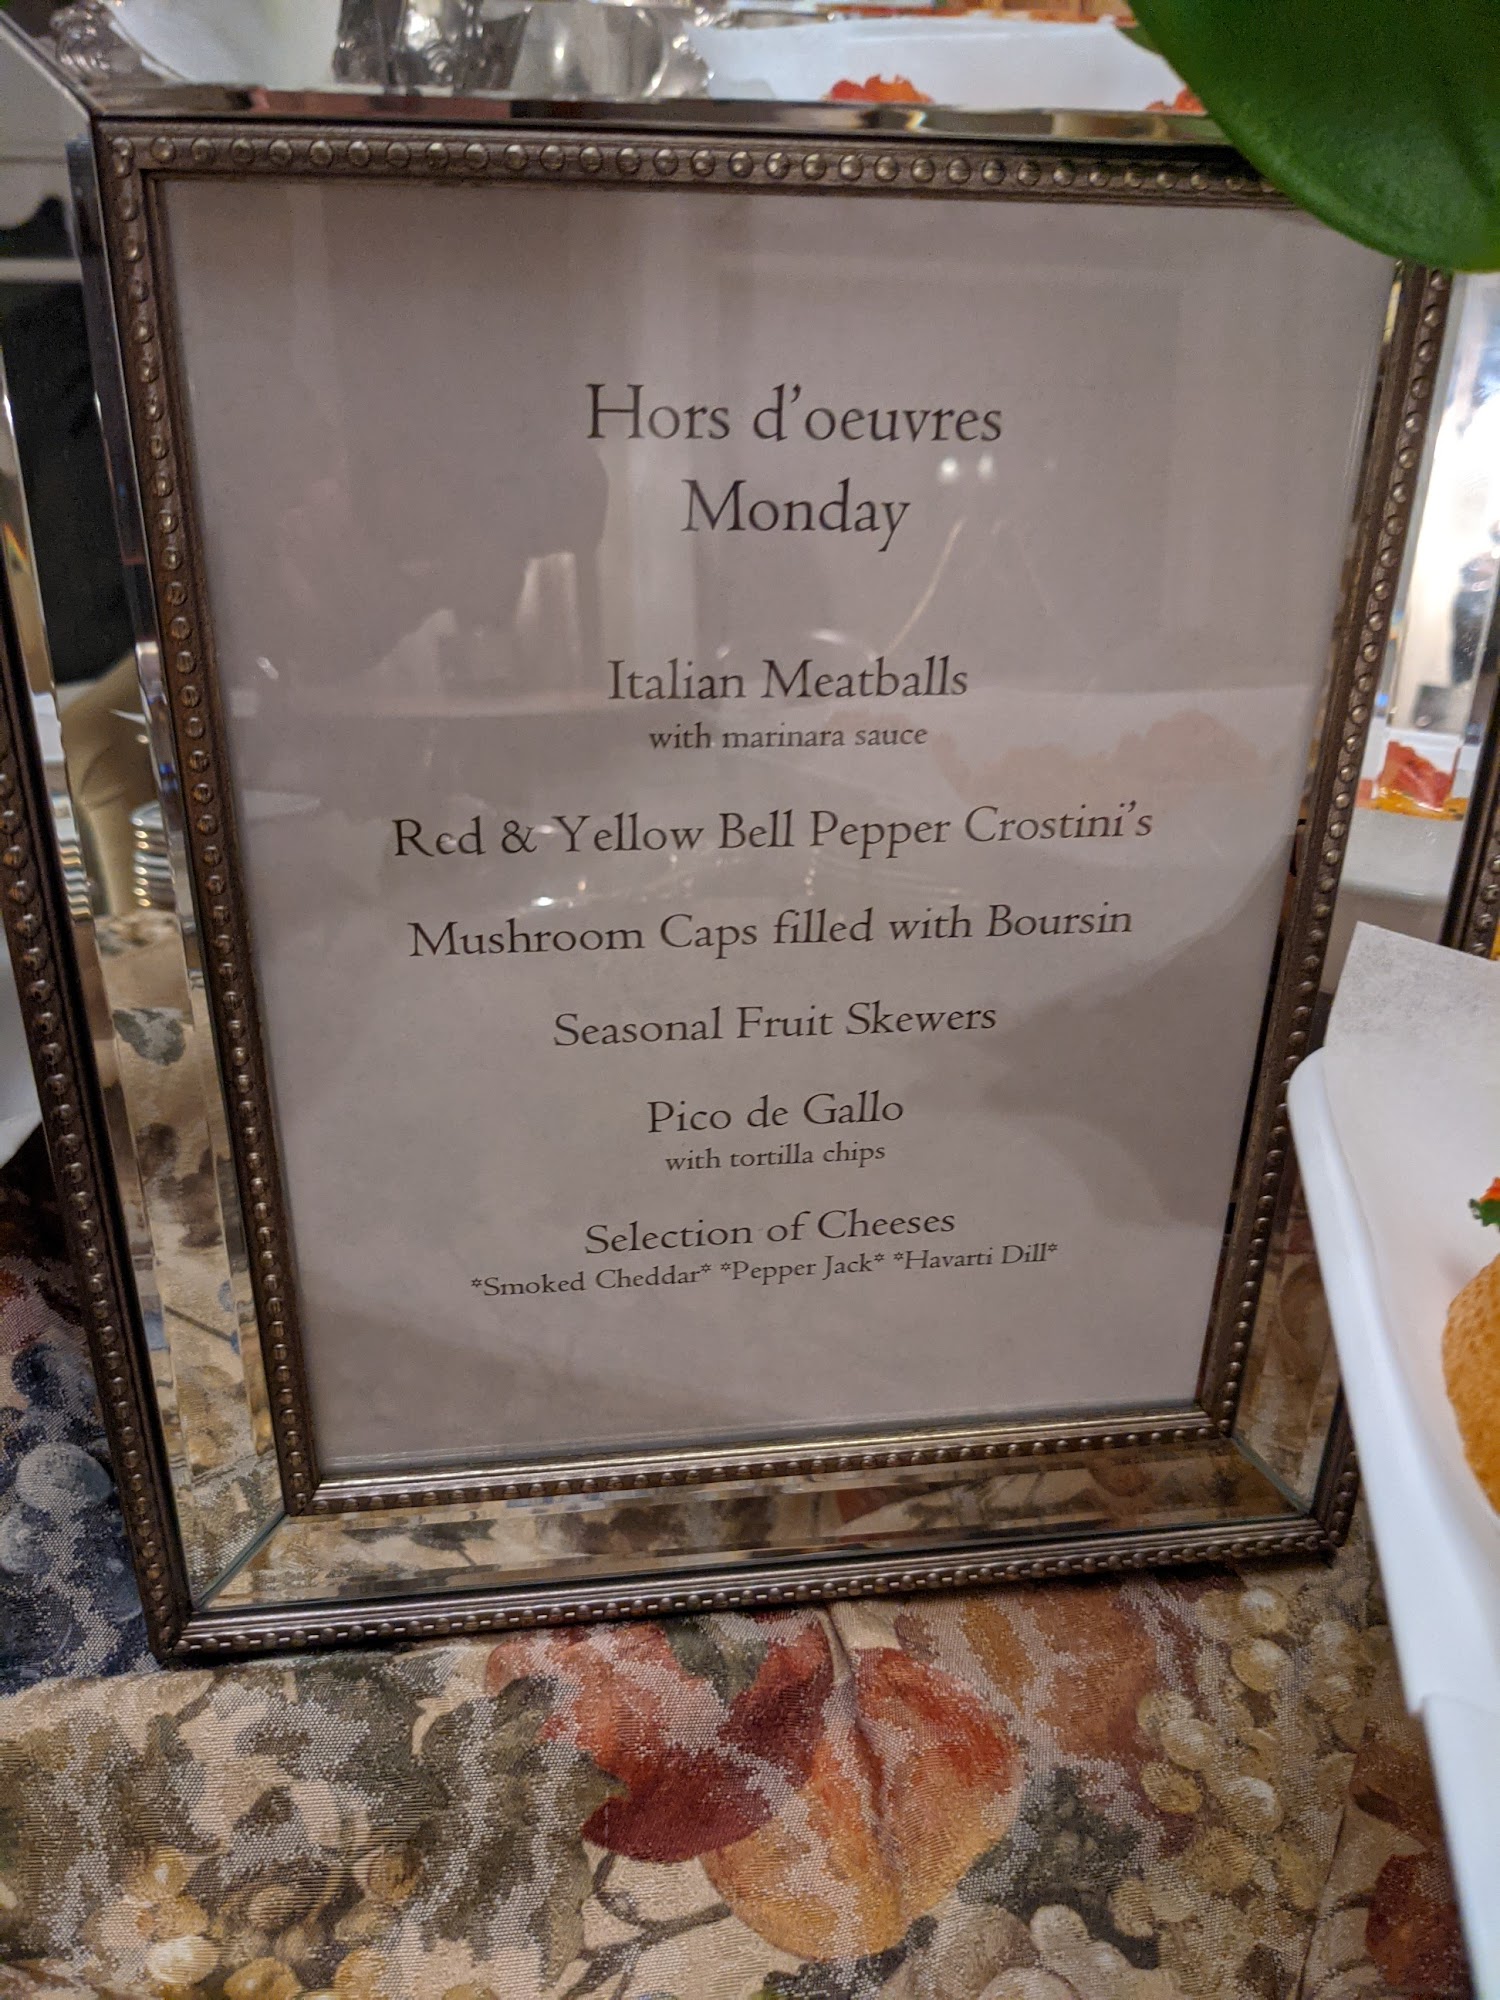 Hors d'oeuvres
Monday
Italian Meatballs
with marinara sauce
Red & Yellow Bell Pepper Crostini's
Mushroom Caps filled with Boursin
Seasonal Fruit Skewers
Pico de Gallo
with tortilla chips
Selection of Cheeses
*Smoked Cheddar* *Pepper Jack* *Havarti Dill*